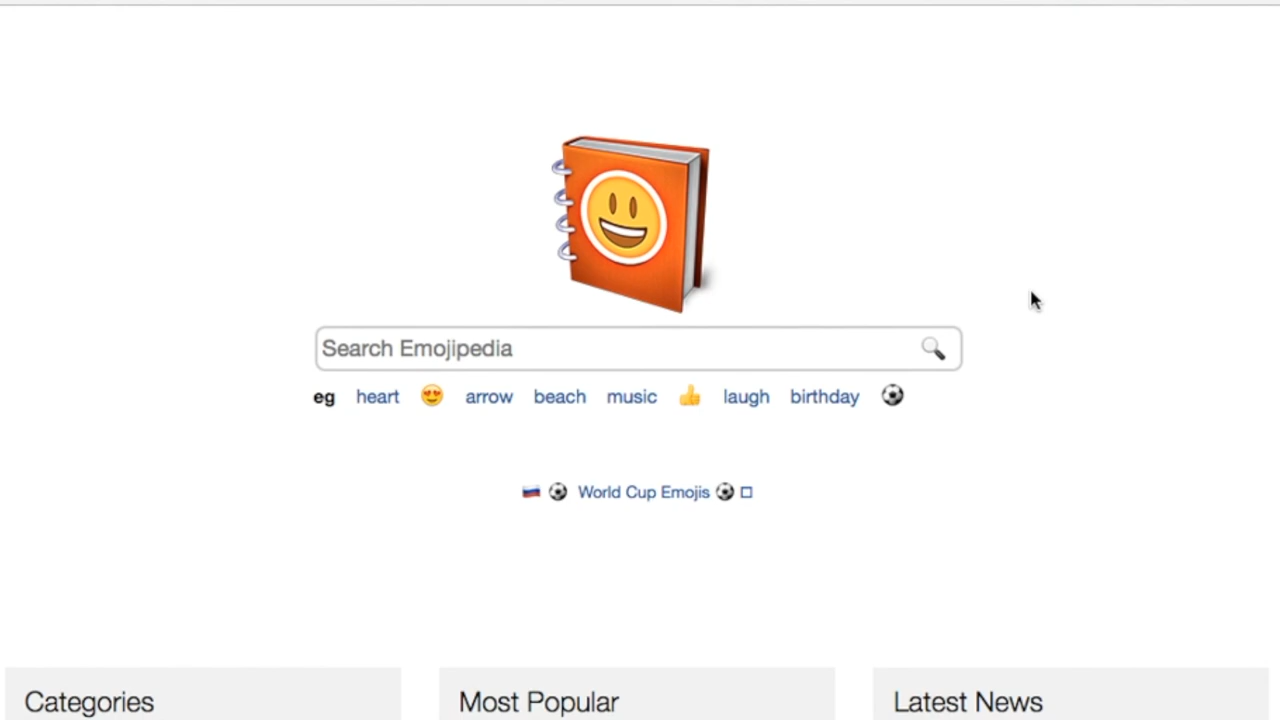 Search Emojipedia
eg heart 😍 arrow beach music 👍 laugh birthday ⚽
🇷🇺 ⚽ World Cup Emojis ⚽ □
Categories
Most Popular
Latest News